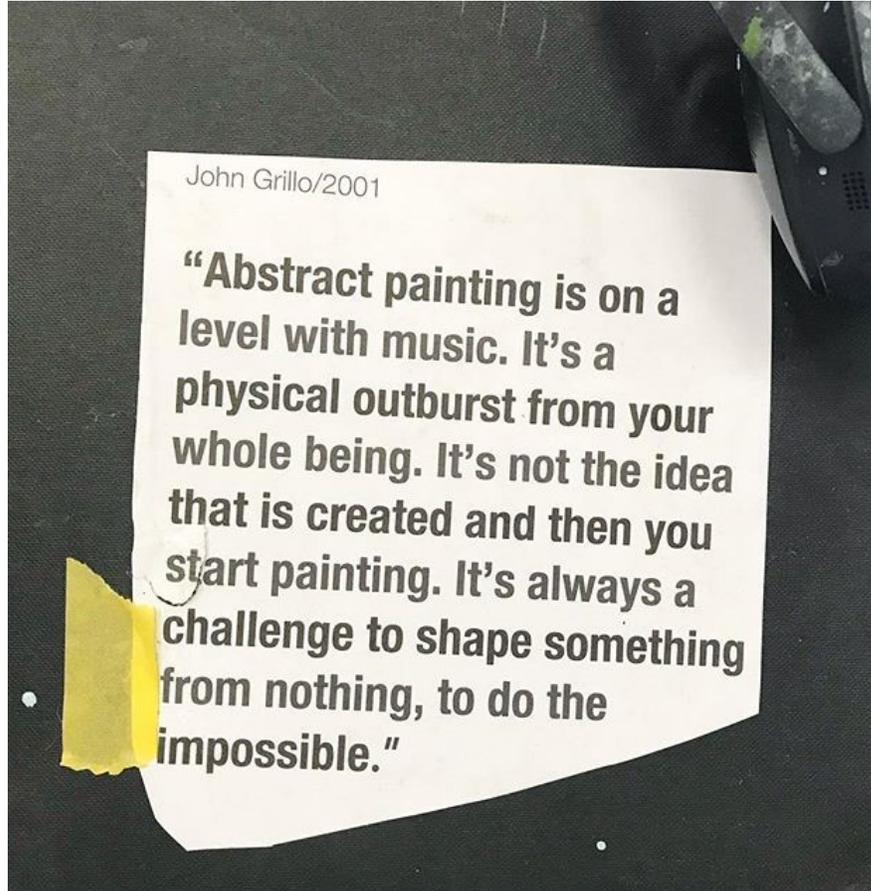 John Grillo/2001
“Abstract painting is on a
level with music. It’s a
physical outburst from your
whole being. It’s not the idea
that is created and then you
start painting. It’s always a
challenge to shape something
from nothing, to do the
impossible.”